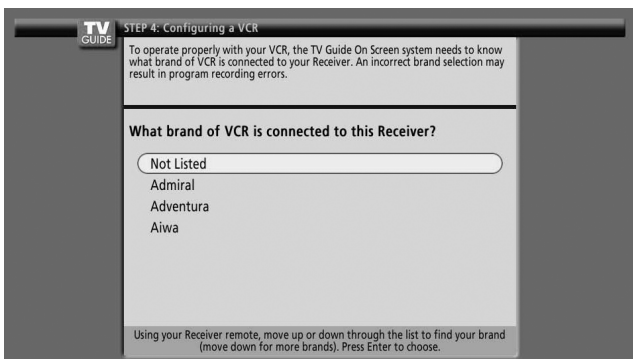 TV
GUIDE
STEP 4: Configuring a VCR
To operate properly with your VCR, the TV Guide On Screen system needs to know
what brand of VCR is connected to your Receiver. An incorrect brand selection may
result in program recording errors.
What brand of VCR is connected to this Receiver?
Not Listed
Admiral
Adventura
Aiwa
Using your Receiver remote, move up or down through the list to find your brand
(move down for more brands). Press Enter to choose.